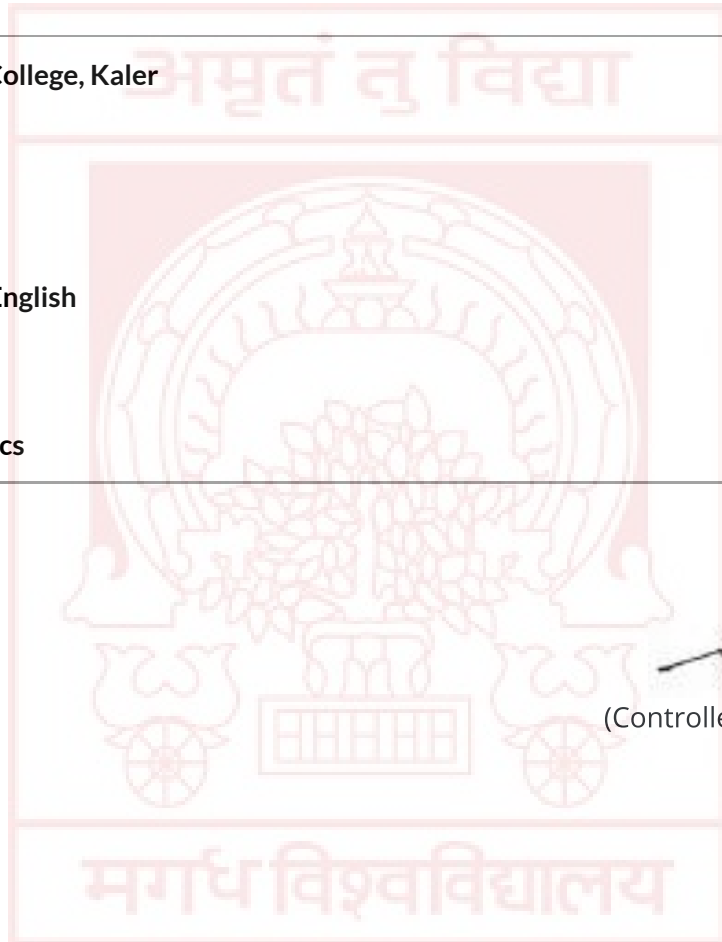 अमृतं तु विद्या
College, Kaler
English
cs
(Controlle
मगध विश्वविद्यालय